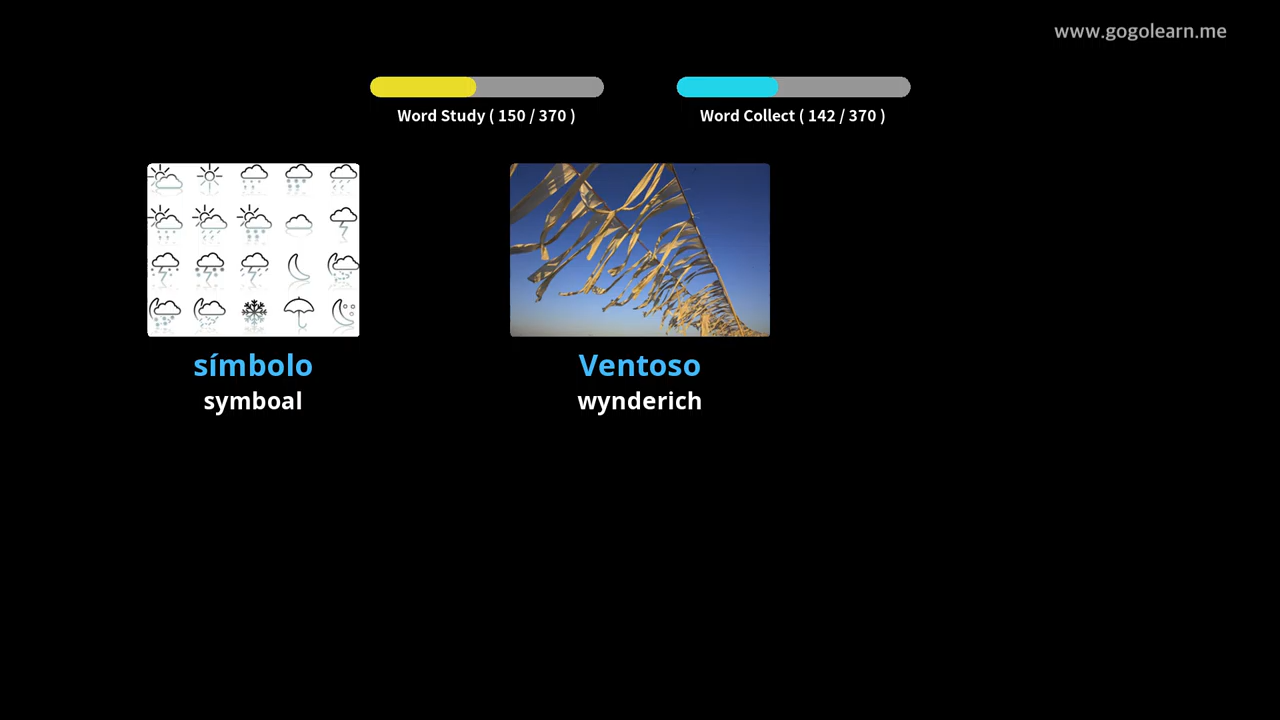 www.gogolearn.me
Word Study ( 150 / 370 )
Word Collect ( 142 / 370 )
símbolo
symboal
Ventoso
wynderich